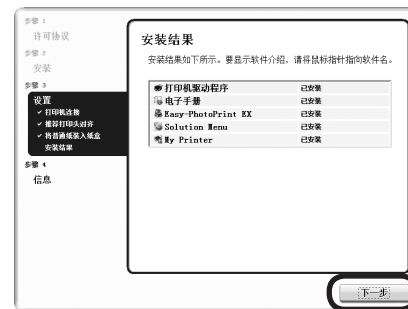 步骤 1
许可协议
步骤 2
安装
步骤 3
设置
打印机连接
推荐打印头对齐
将普通纸装入纸盒
安装结果
步骤 4
信息
安装结果
安装结果如下所示。要显示软件介绍，请将鼠标指针指向软件名。
打印机驱动程序 已安装
电子手册 已安装
Easy-PhotoPrint EX 已安装
Solution Menu 已安装
My Printer 已安装
下一步